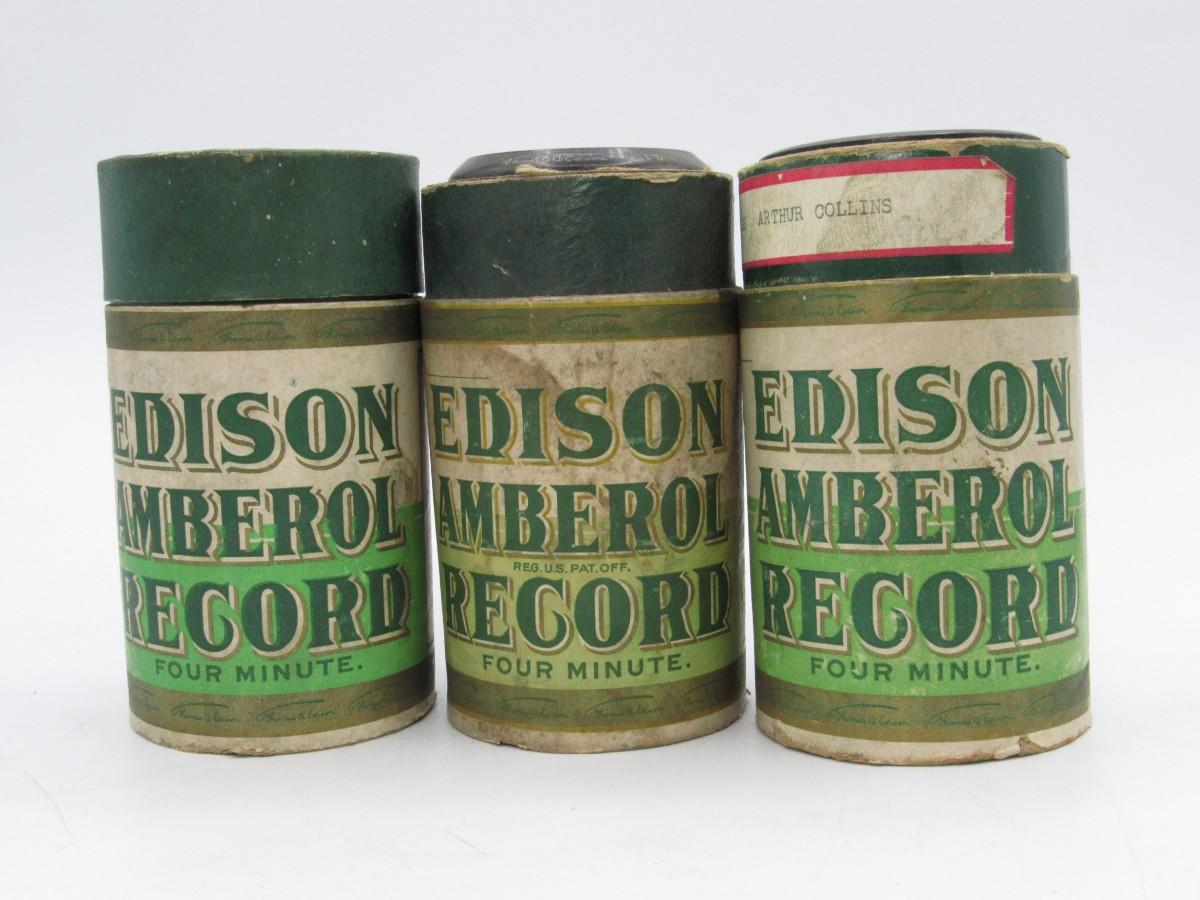 EDISON
AMBEROL
RECORD
FOUR MINUTE.
EDISON
AMBEROL
REG. U.S. PAT. OFF.
RECORD
FOUR MINUTE.
ARTHUR COLLINS
EDISON
AMBEROL
RECORD
FOUR MINUTE.